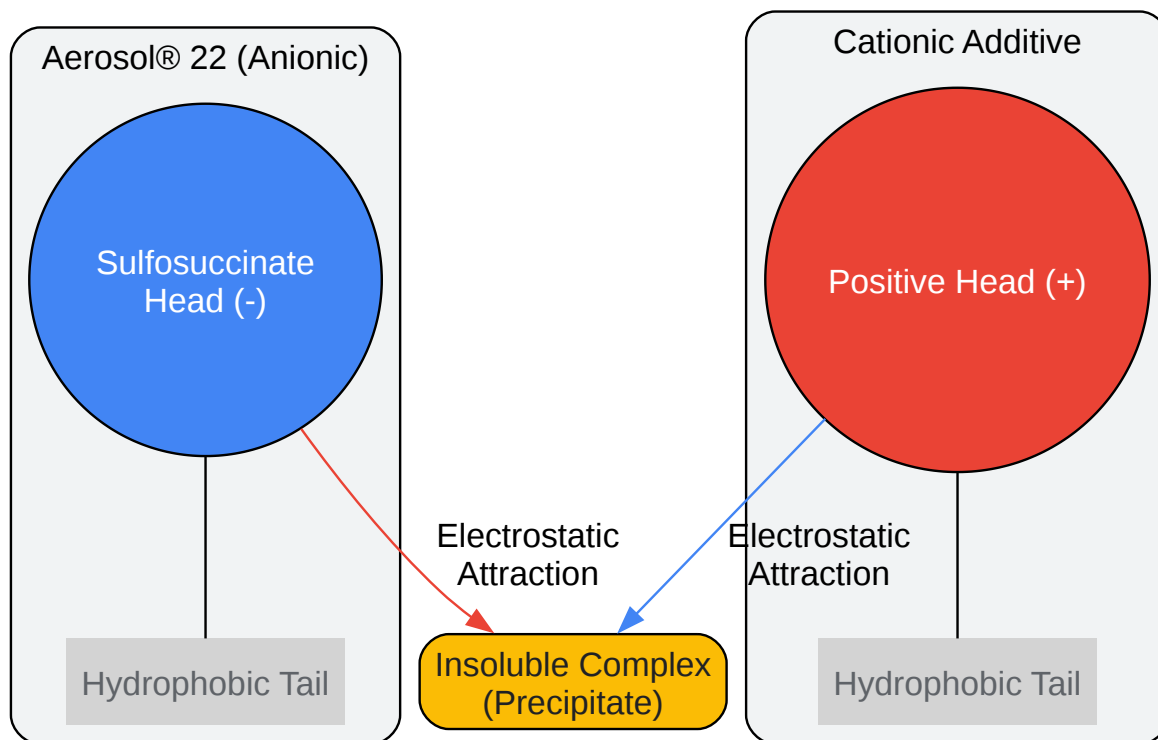 Aerosol® 22 (Anionic)
Sulfosuccinate
Head (-)
Hydrophobic Tail
Cationic Additive
Positive Head (+)
Hydrophobic Tail
Electrostatic
Attraction
Electrostatic
Attraction
Insoluble Complex
(Precipitate)